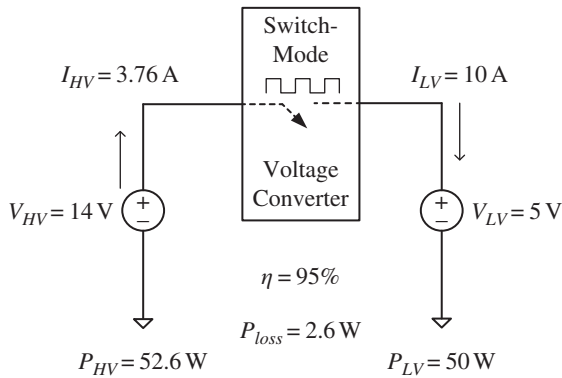 Switch-
Mode
I_HV = 3.76 A
I_LV = 10 A
Voltage
Converter
+
−
V_HV = 14 V
+
−
V_LV = 5 V
η = 95%
P_loss = 2.6 W
P_HV = 52.6 W
P_LV = 50 W